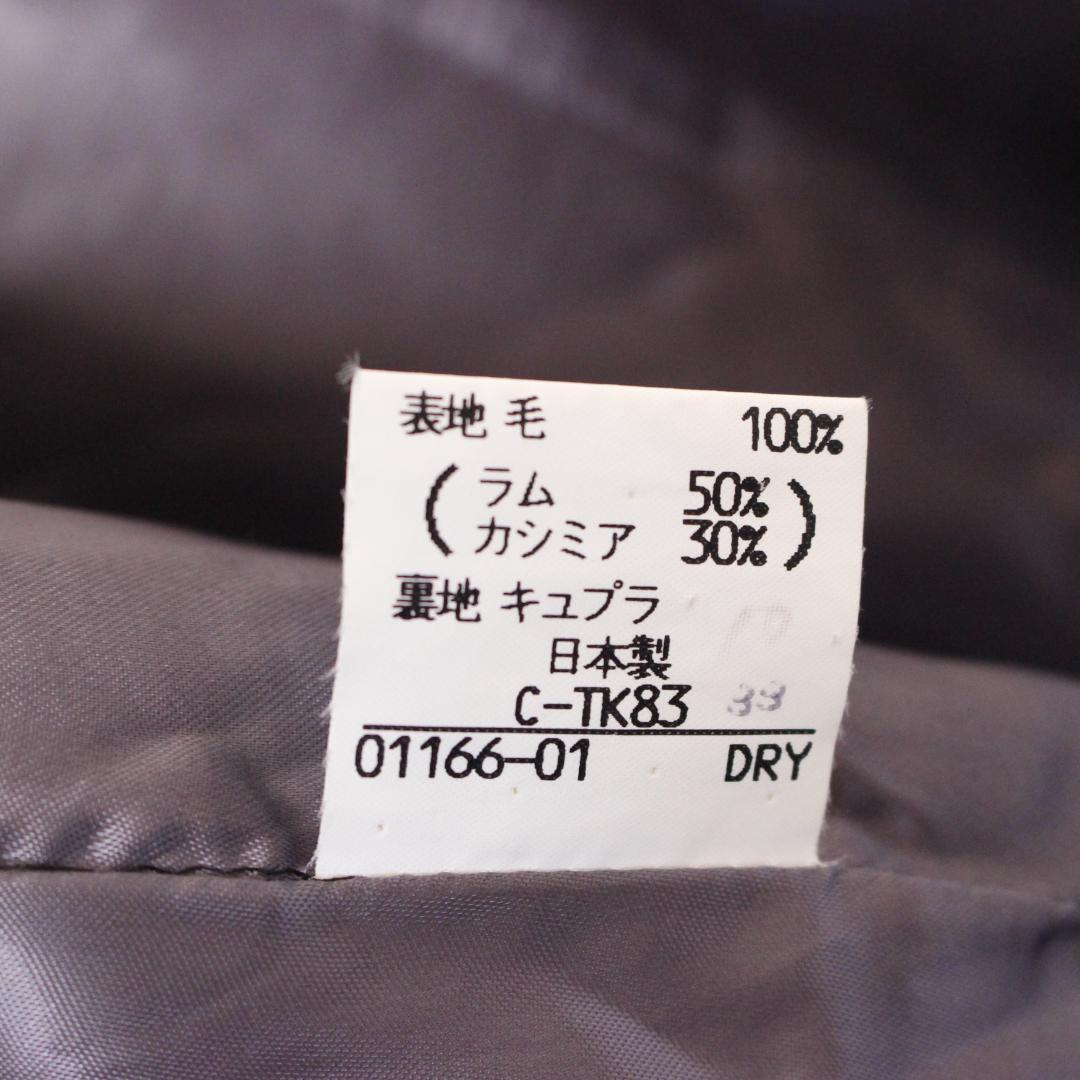 表地 毛 100%
(ラム 50%
カシミア 30%)
裏地 キュプラ
日本製
C-TK83 33
01166-01 DRY